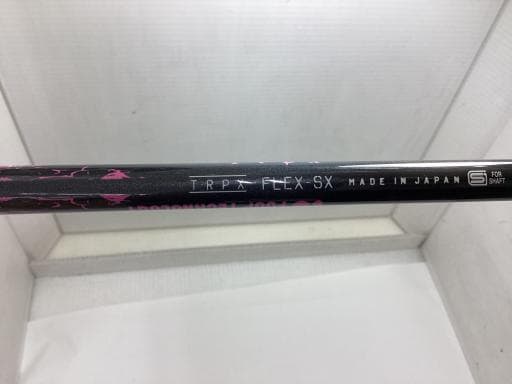 TRPX FLEX-SX MADE IN JAPAN S FOR SHAFT